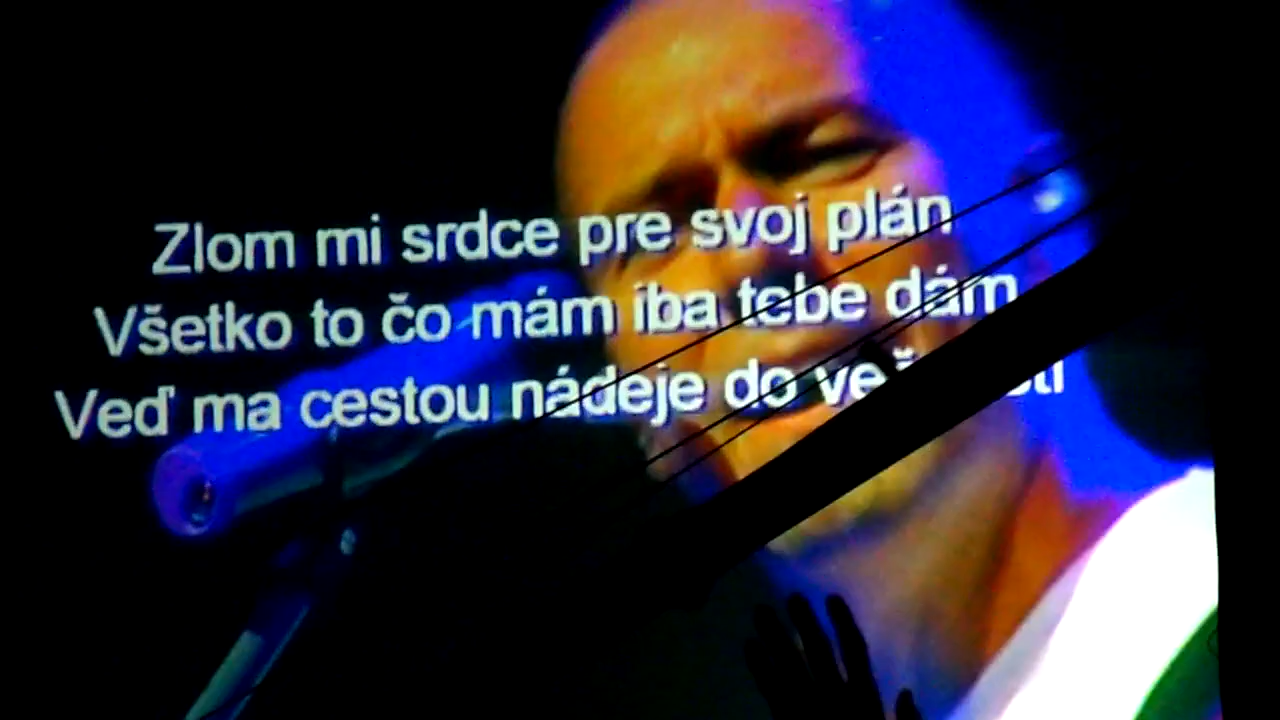 Zlom mi srdce pre svoj plán
Všetko to čo mám iba tebe dám
Veď ma cestou nádeje do